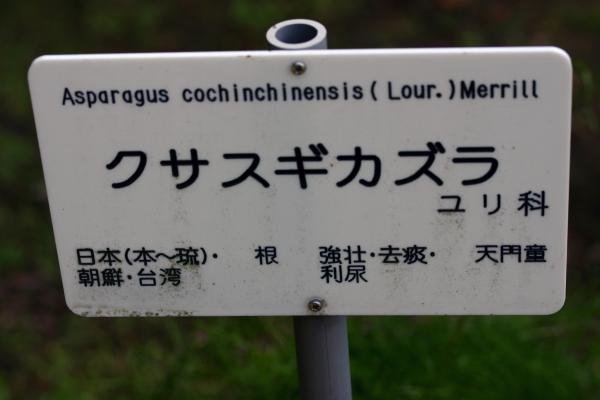 Asparagus cochinchinensis(Lour.)Merrill
クサスギカズラ
ユリ科
日本(本〜琉)・ 根 強壮・去痰・ 天門童
朝鮮・台湾 利尿